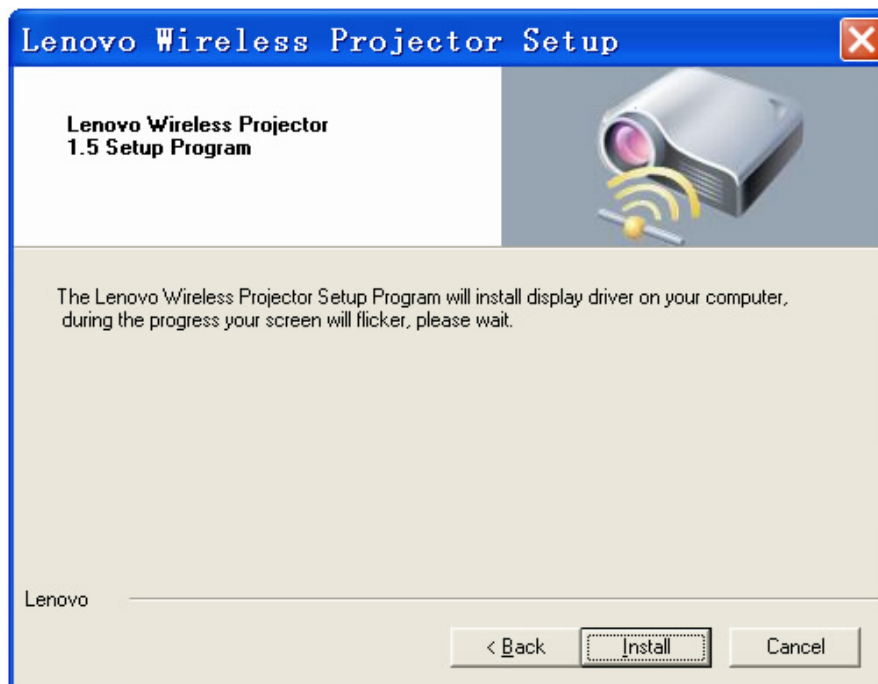 Lenovo Wireless Projector Setup
Lenovo Wireless Projector
1.5 Setup Program
The Lenovo Wireless Projector Setup Program will install display driver on your computer,
during the progress your screen will flicker, please wait.
Lenovo
< Back
Install
Cancel